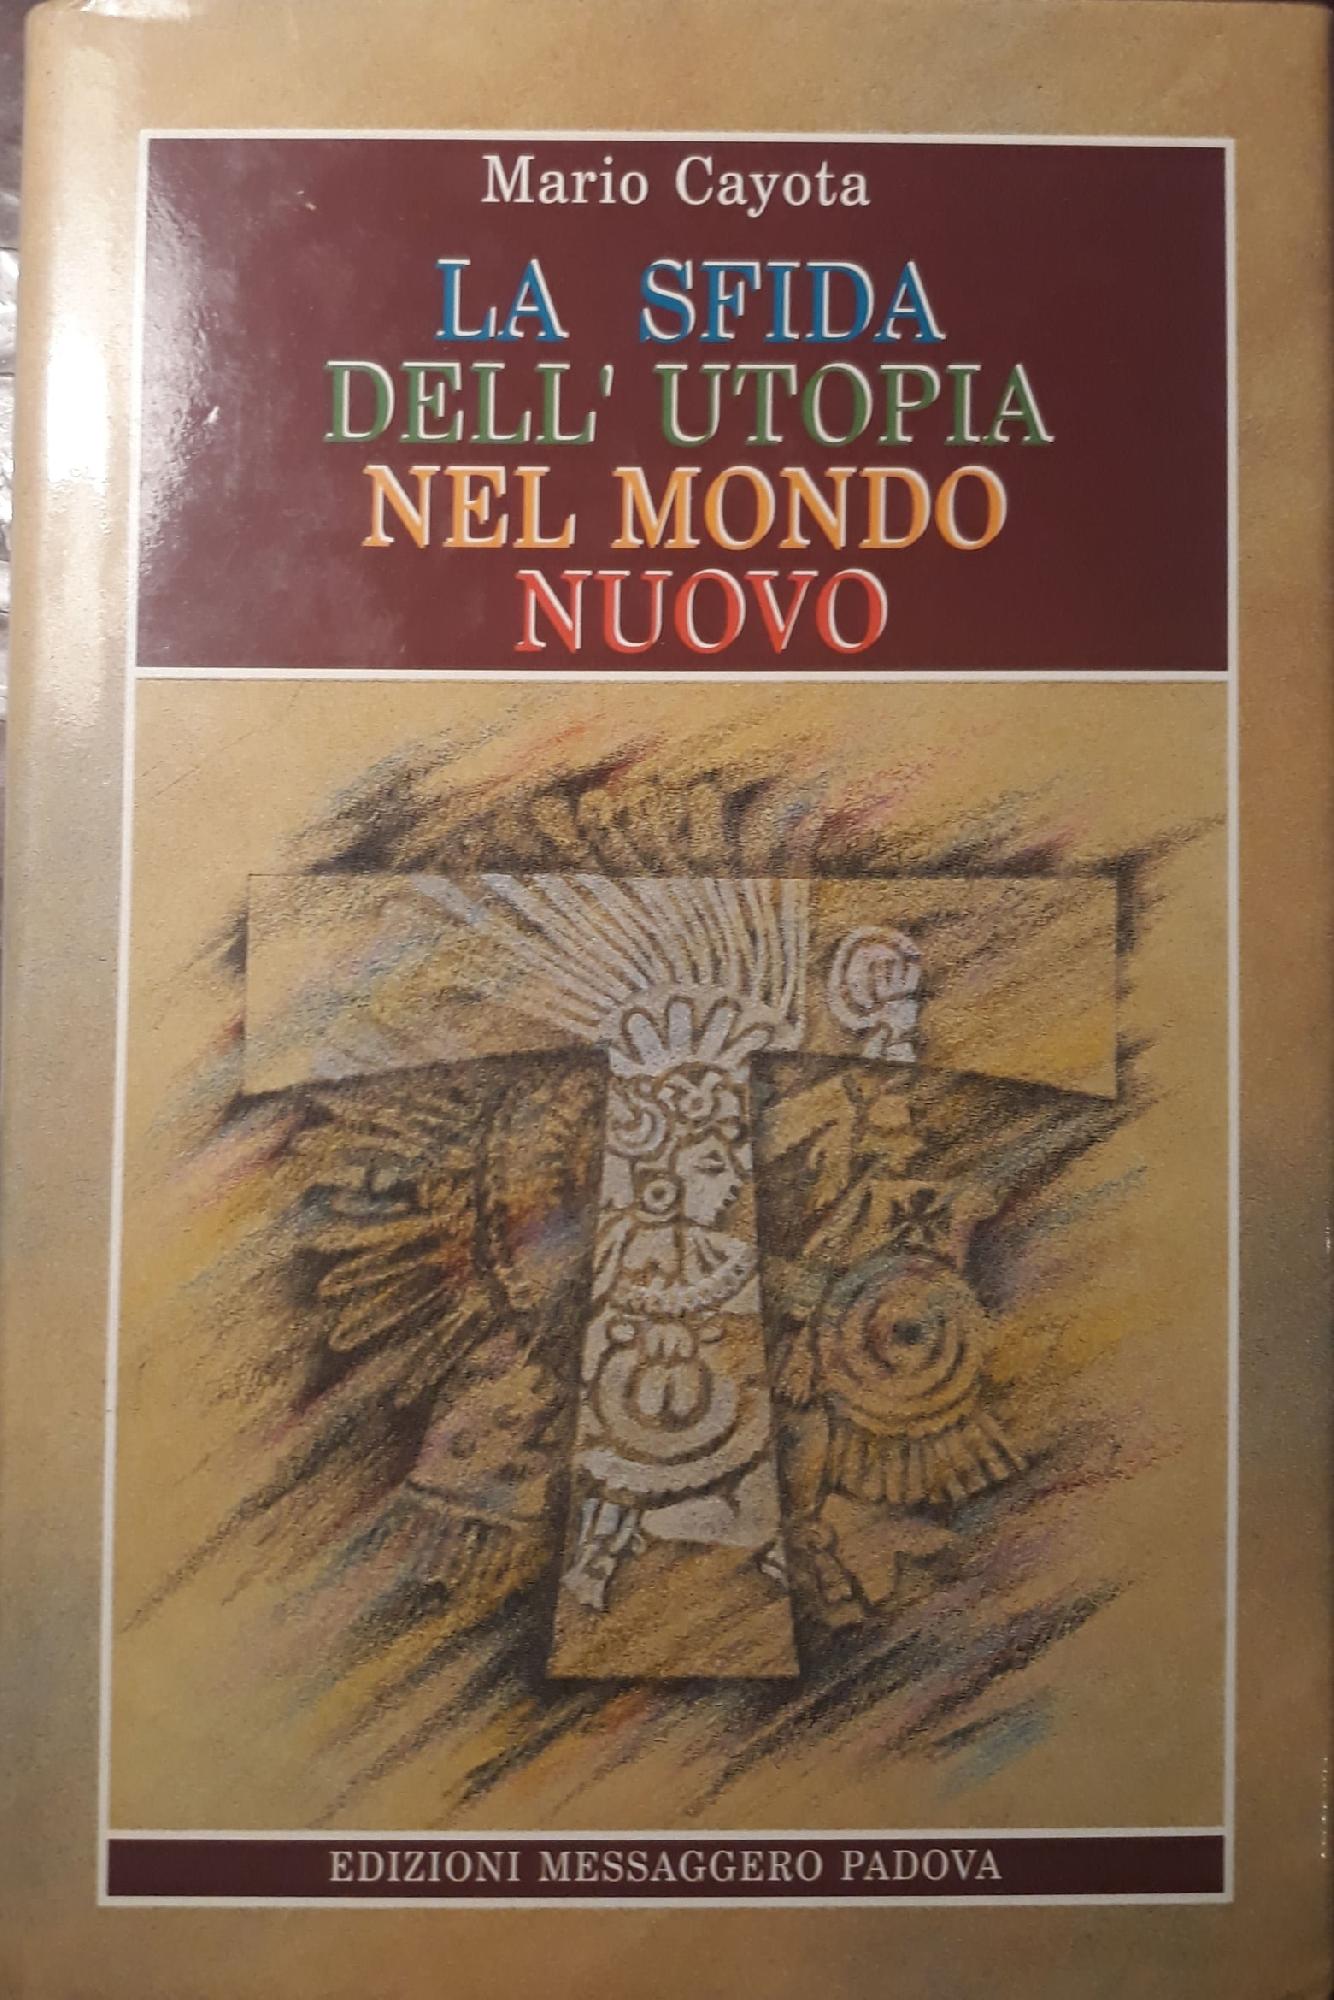 Mario Cayota
LA SFIDA
DELL' UTOPIA
NEL MONDO
NUOVO
EDIZIONI MESSAGGERO PADOVA